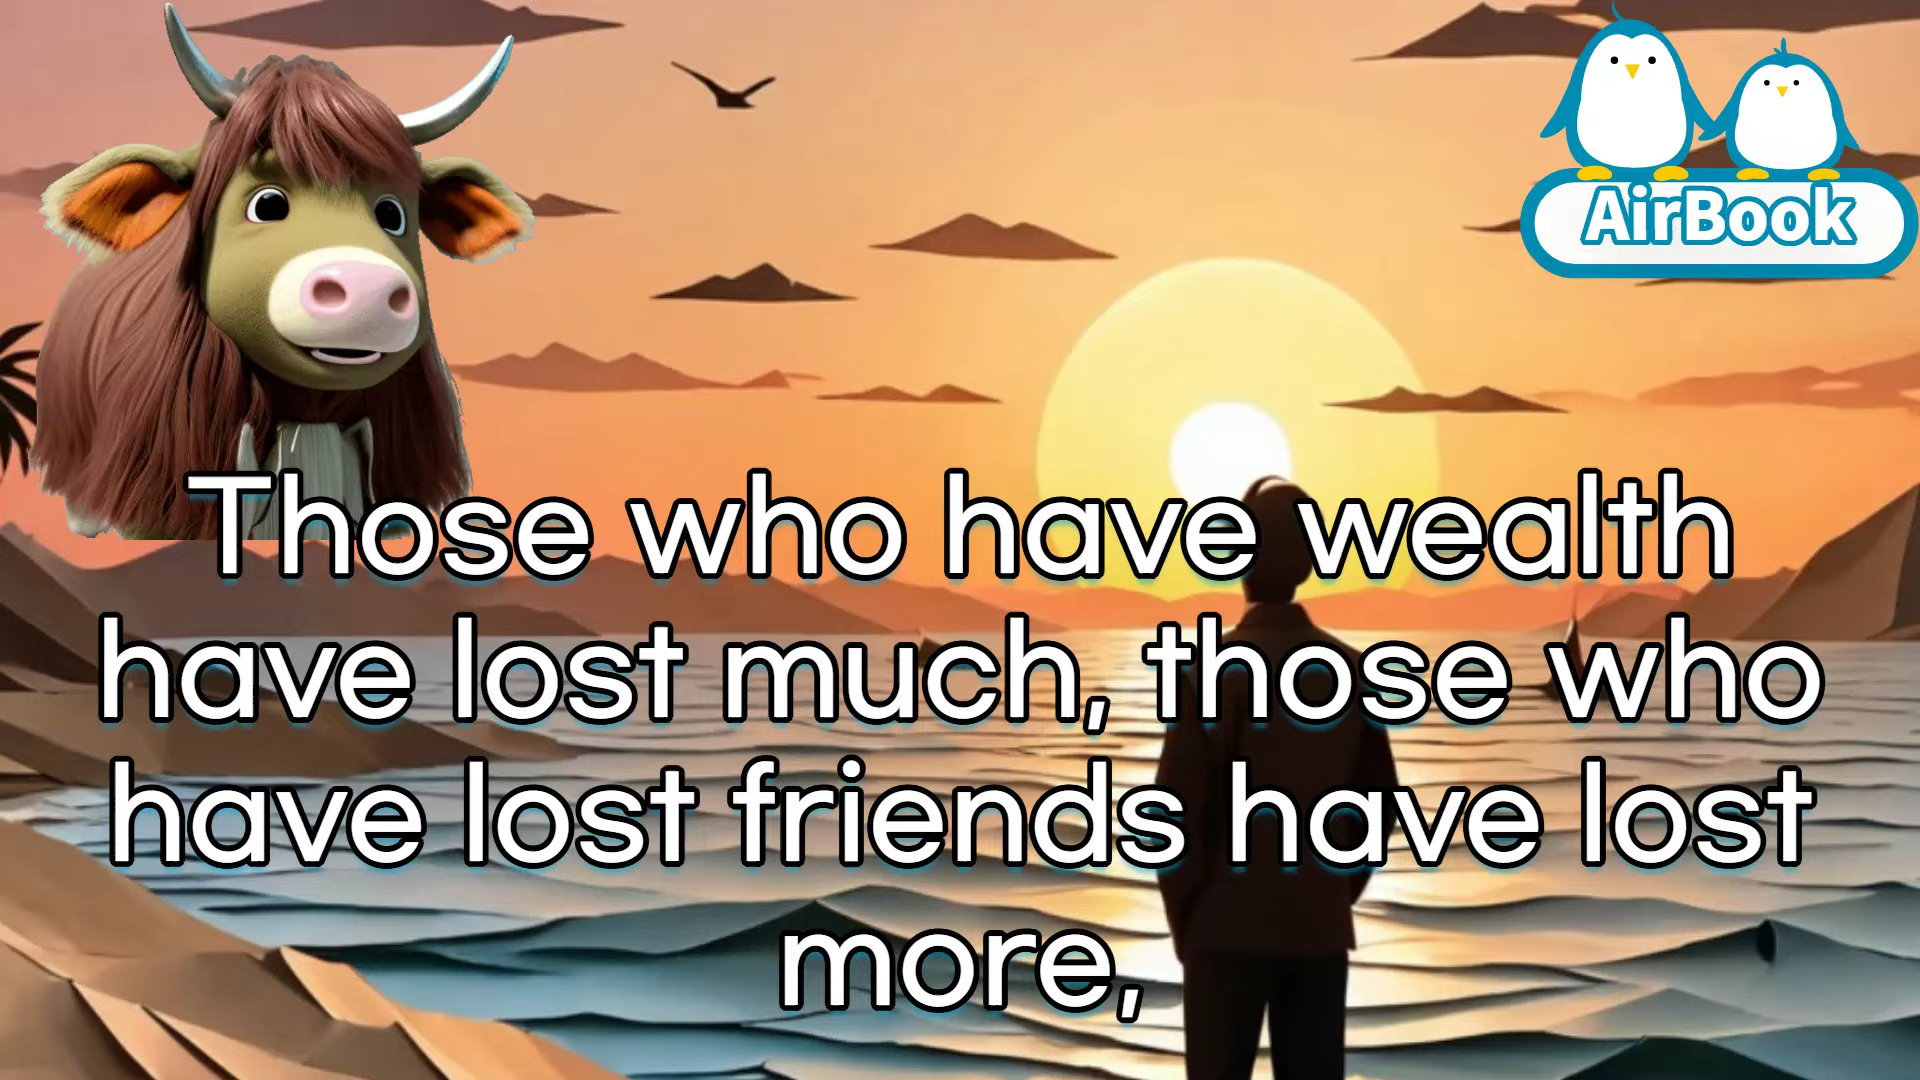 AirBook
Those who have wealth
have lost much, those who
have lost friends have lost
more,